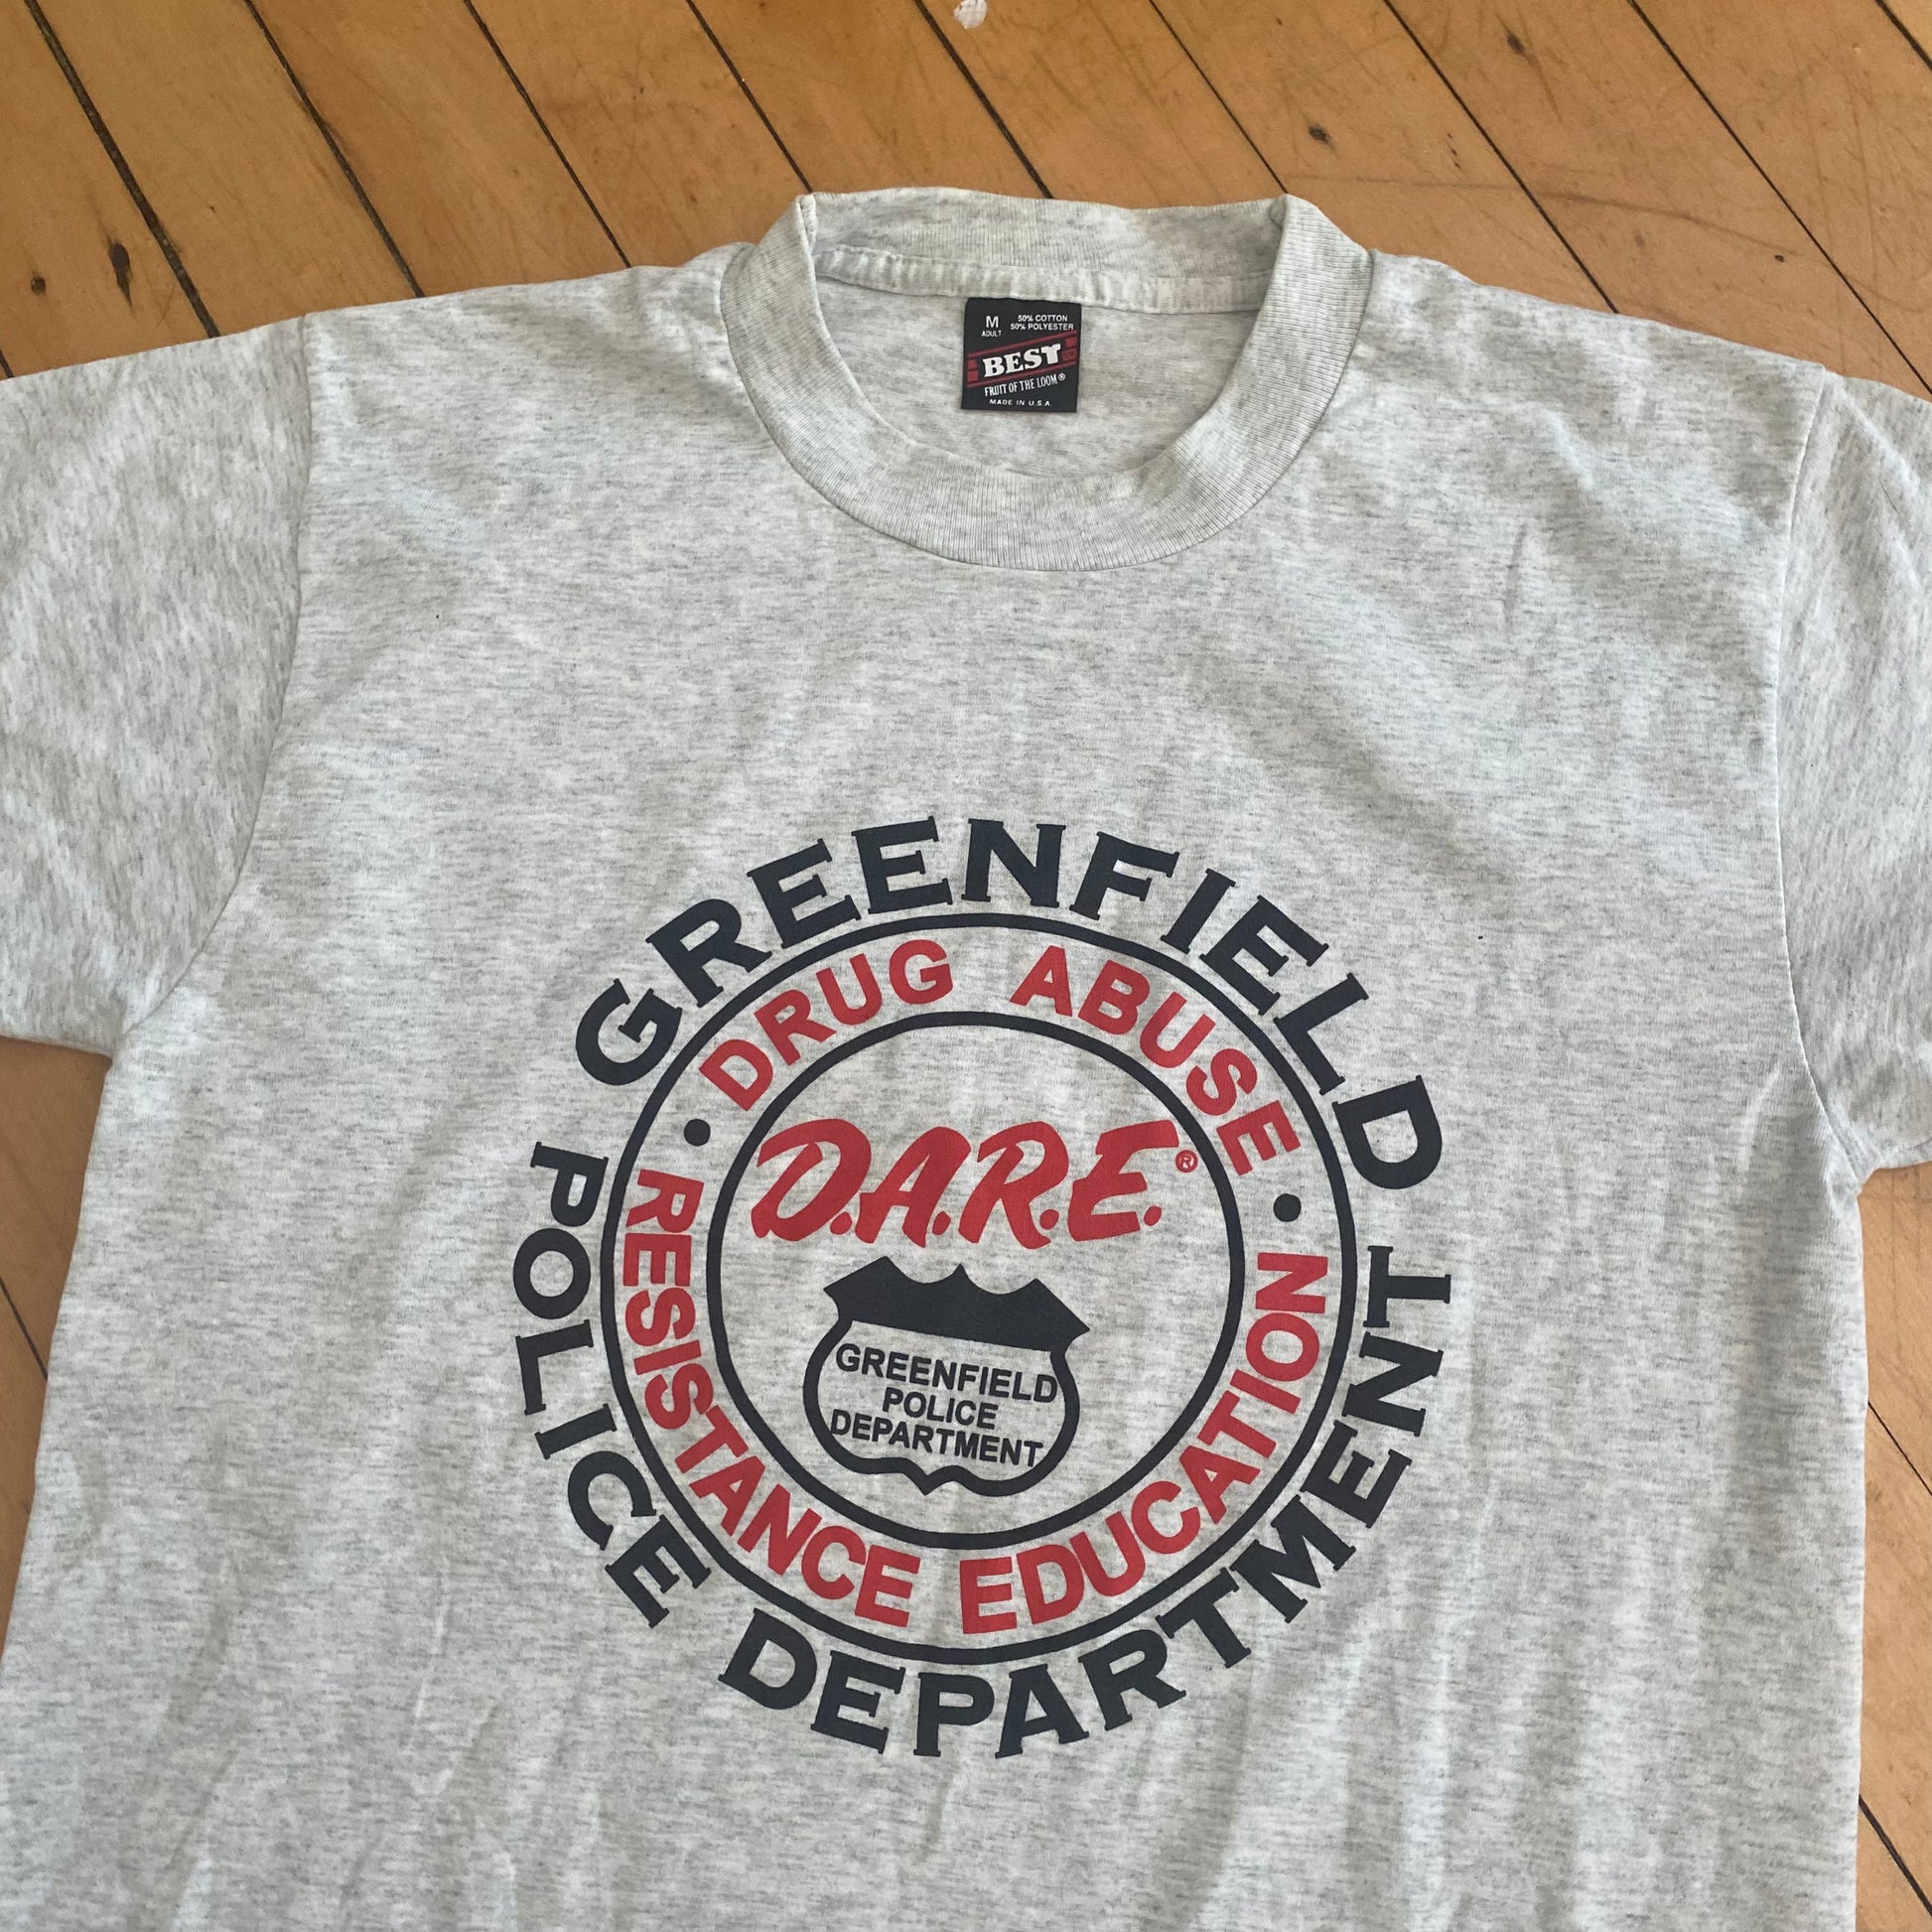 M
ADULT
50% COTTON
50% POLYESTER
BEST
FRUIT OF THE LOOM®
MADE IN U.S.A.
GREENFIELD
POLICE DEPARTMENT
DRUG ABUSE
• RESISTANCE EDUCATION •
D.A.R.E.®
GREENFIELD
POLICE
DEPARTMENT